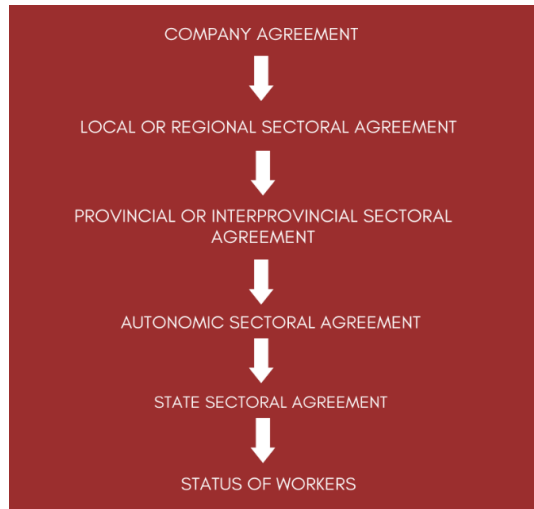 COMPANY AGREEMENT
LOCAL OR REGIONAL SECTORAL AGREEMENT
PROVINCIAL OR INTERPROVINCIAL SECTORAL
AGREEMENT
AUTONOMIC SECTORAL AGREEMENT
STATE SECTORAL AGREEMENT
STATUS OF WORKERS